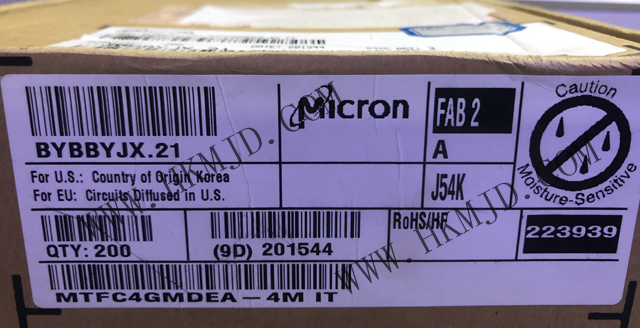 BYBBYJX.21
For U.S.: Country of Origin Korea
For EU: Circuits Diffused in U.S.
Micron
FAB 2
A
J54K
Caution
Moisture-Sensitive
QTY: 200
(9D) 201544
RoHS/HF
223939
MTFC4GMDEA-4M IT
WWW.HKMJD.COM
WWW.HKMJD.COM